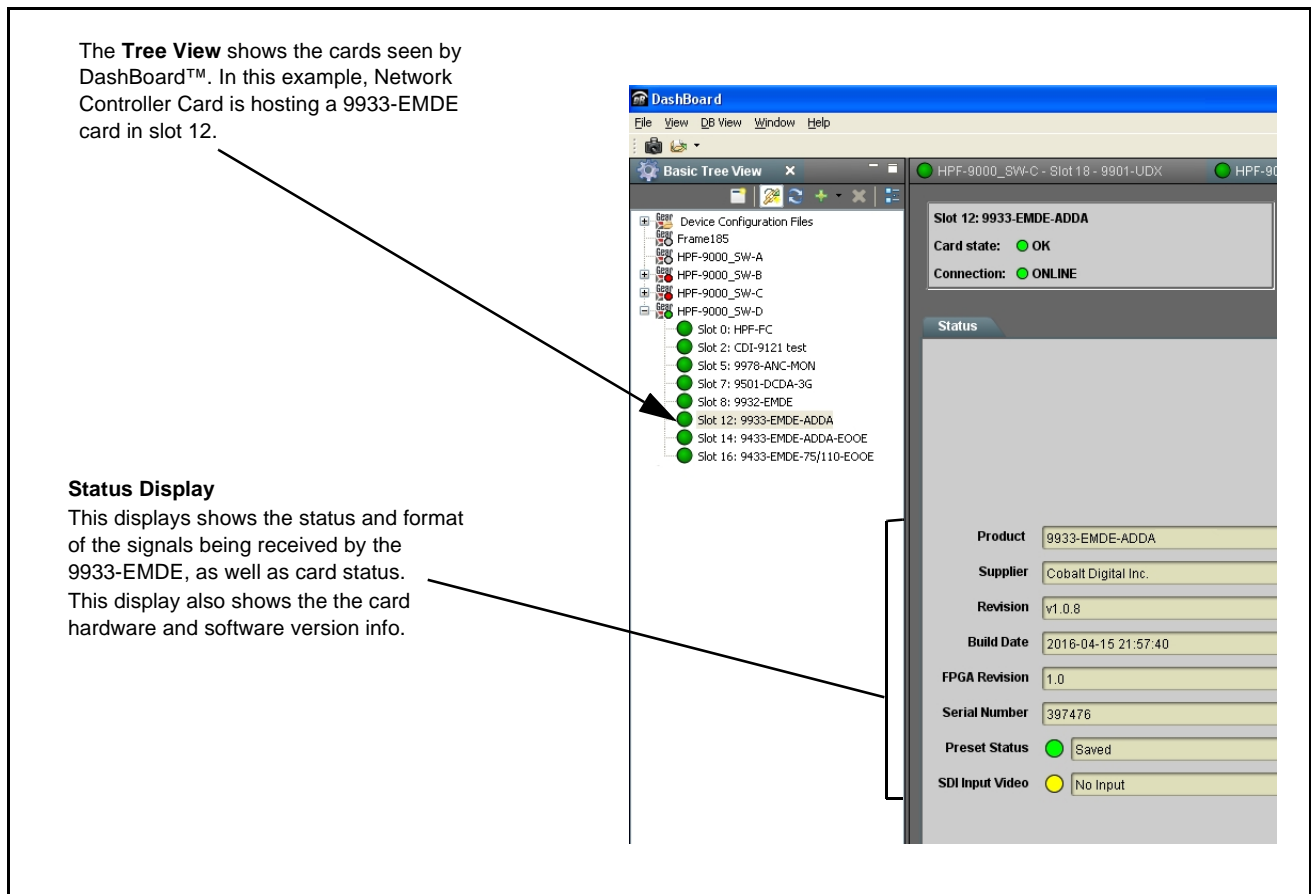 The Tree View shows the cards seen by
DashBoard™. In this example, Network
Controller Card is hosting a 9933-EMDE
card in slot 12.
DashBoard
File View DB View Window Help
Basic Tree View
Device Configuration Files
Frame185
HPF-9000_SW-A
HPF-9000_SW-B
HPF-9000_SW-C
HPF-9000_SW-D
Slot 0: HPF-FC
Slot 2: CDI-9121 test
Slot 5: 9978-ANC-MON
Slot 7: 9501-DCDA-3G
Slot 8: 9932-EMDE
Slot 12: 9933-EMDE-ADDA
Slot 14: 9433-EMDE-ADDA-EOOE
Slot 16: 9433-EMDE-75/110-EOOE
HPF-9000_SW-C - Slot 18 - 9901-UDX HPF-90
Slot 12: 9933-EMDE-ADDA
Card state: OK
Connection: ONLINE
Status
Status Display
This displays shows the status and format
of the signals being received by the
9933-EMDE, as well as card status.
This display also shows the the card
hardware and software version info.
Product 9933-EMDE-ADDA
Supplier Cobalt Digital Inc.
Revision v1.0.8
Build Date 2016-04-15 21:57:40
FPGA Revision 1.0
Serial Number 397476
Preset Status Saved
SDI Input Video No Input